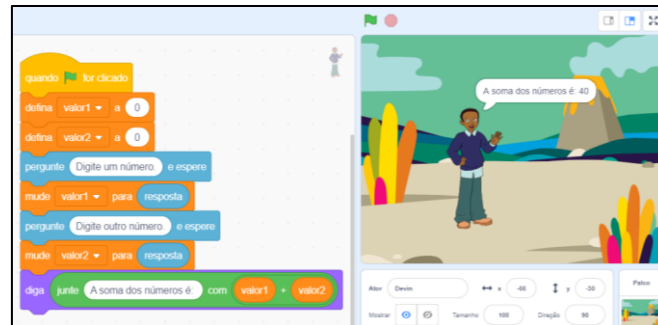 quando for clicado
defina valor1 a 0
defina valor2 a 0
pergunte Digite um número. e espere
mude valor1 para resposta
pergunte Digite outro número. e espere
mude valor2 para resposta
diga junte A soma dos números é: com valor1 + valor2
A soma dos números é: 40
Ator Devin x -66 y -30
Palco
Mostrar Tamanho 100 Direção 90